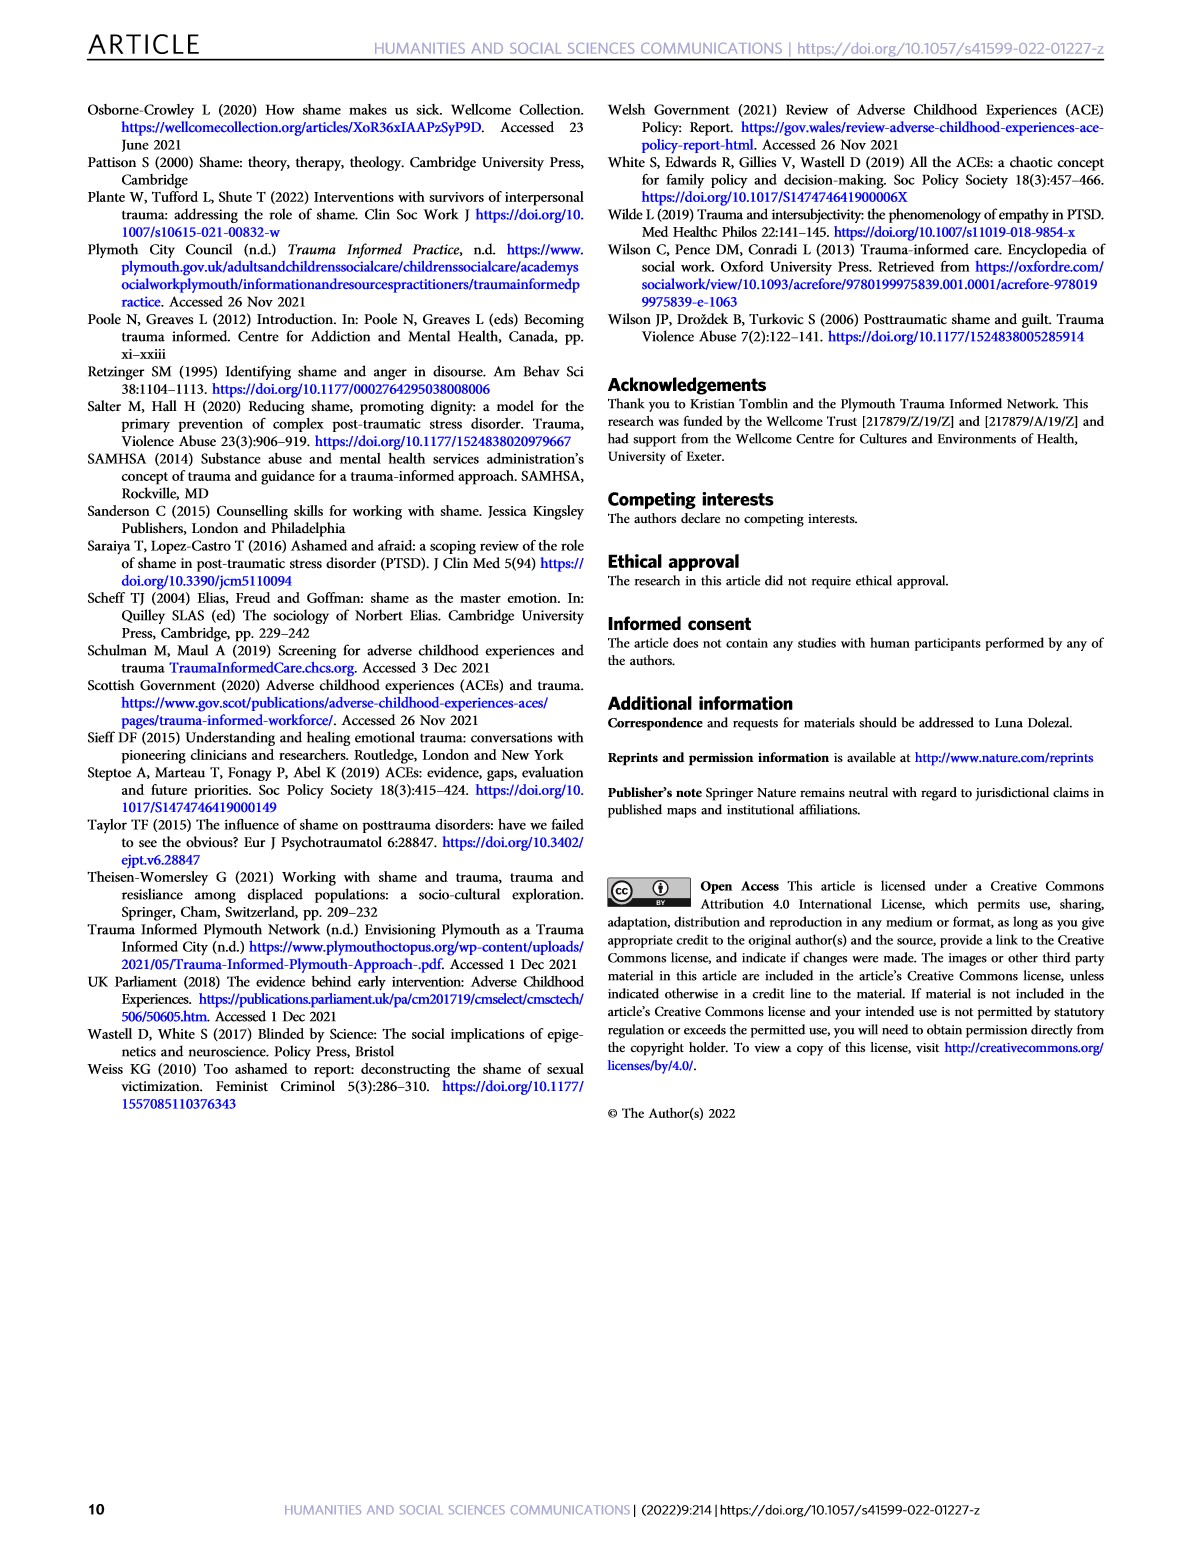 ARTICLE
HUMANITIES AND SOCIAL SCIENCES COMMUNICATIONS | https://doi.org/10.1057/s41599-022-01227-z
Osborne-Crowley L (2020) How shame makes us sick. Wellcome Collection.
https://wellcomecollection.org/articles/XoR36xIAAPzSyP9D. Accessed 23
June 2021
Pattison S (2000) Shame: theory, therapy, theology. Cambridge University Press,
Cambridge
Plante W, Tufford L, Shute T (2022) Interventions with survivors of interpersonal
trauma: addressing the role of shame. Clin Soc Work J https://doi.org/10.
1007/s10615-021-00832-w
Plymoth City Council (n.d.) Trauma Informed Practice, n.d. https://www.
plymouth.gov.uk/adultsandchildrenssocialcare/childrenssocialcare/academys
ocialworkplymouth/informationandresourcespractitioners/traumainformedp
ractice. Accessed 26 Nov 2021
Poole N, Greaves L (2012) Introduction. In: Poole N, Greaves L (eds) Becoming
trauma informed. Centre for Addiction and Mental Health, Canada, pp.
xi–xxiii
Retzinger SM (1995) Identifying shame and anger in disourse. Am Behav Sci
38:1104–1113. https://doi.org/10.1177/0002764295038008006
Salter M, Hall H (2020) Reducing shame, promoting dignity: a model for the
primary prevention of complex post-traumatic stress disorder. Trauma,
Violence Abuse 23(3):906–919. https://doi.org/10.1177/1524838020979667
SAMHSA (2014) Substance abuse and mental health services administration's
concept of trauma and guidance for a trauma-informed approach. SAMHSA,
Rockville, MD
Sanderson C (2015) Counselling skills for working with shame. Jessica Kingsley
Publishers, London and Philadelphia
Saraiya T, Lopez-Castro T (2016) Ashamed and afraid: a scoping review of the role
of shame in post-traumatic stress disorder (PTSD). J Clin Med 5(94) https://
doi.org/10.3390/jcm5110094
Scheff TJ (2004) Elias, Freud and Goffman: shame as the master emotion. In:
Quilley SLAS (ed) The sociology of Norbert Elias. Cambridge University
Press, Cambridge, pp. 229–242
Schulman M, Maul A (2019) Screening for adverse childhood experiences and
trauma TraumaInformedCare.chcs.org. Accessed 3 Dec 2021
Scottish Government (2020) Adverse childhood experiences (ACEs) and trauma.
https://www.gov.scot/publications/adverse-childhood-experiences-aces/
pages/trauma-informed-workforce/. Accessed 26 Nov 2021
Sieff DF (2015) Understanding and healing emotional trauma: conversations with
pioneering clinicians and researchers. Routledge, London and New York
Steptoe A, Marteau T, Fonagy P, Abel K (2019) ACEs: evidence, gaps, evaluation
and future priorities. Soc Policy Society 18(3):415–424. https://doi.org/10.
1017/S1474746419000149
Taylor TF (2015) The influence of shame on posttrauma disorders: have we failed
to see the obvious? Eur J Psychotraumatol 6:28847. https://doi.org/10.3402/
ejpt.v6.28847
Theisen-Womersley G (2021) Working with shame and trauma, trauma and
resisliance among displaced populations: a socio-cultural exploration.
Springer, Cham, Switzerland, pp. 209–232
Trauma Informed Plymouth Network (n.d.) Envisioning Plymouth as a Trauma
Informed City (n.d.) https://www.plymouthoctopus.org/wp-content/uploads/
2021/05/Trauma-Informed-Plymouth-Approach-.pdf. Accessed 1 Dec 2021
UK Parliament (2018) The evidence behind early intervention: Adverse Childhood
Experiences. https://publications.parliament.uk/pa/cm201719/cmselect/cmsctech/
506/50605.htm. Accessed 1 Dec 2021
Wastell D, White S (2017) Blinded by Science: The social implications of epige-
netics and neuroscience. Policy Press, Bristol
Weiss KG (2010) Too ashamed to report: deconstructing the shame of sexual
victimization. Feminist Criminol 5(3):286–310. https://doi.org/10.1177/
1557085110376343
Welsh Government (2021) Review of Adverse Childhood Experiences (ACE)
Policy: Report. https://gov.wales/review-adverse-childhood-experiences-ace-
policy-report-html. Accessed 26 Nov 2021
White S, Edwards R, Gillies V, Wastell D (2019) All the ACEs: a chaotic concept
for family policy and decision-making. Soc Policy Society 18(3):457–466.
https://doi.org/10.1017/S147474641900006X
Wilde L (2019) Trauma and intersubjectivity: the phenomenology of empathy in PTSD.
Med Healthc Philos 22:141–145. https://doi.org/10.1007/s11019-018-9854-x
Wilson C, Pence DM, Conradi L (2013) Trauma-informed care. Encyclopedia of
social work. Oxford University Press. Retrieved from https://oxfordre.com/
socialwork/view/10.1093/acrefore/9780199975839.001.0001/acrefore-978019
9975839-e-1063
Wilson JP, Droždek B, Turkovic S (2006) Posttraumatic shame and guilt. Trauma
Violence Abuse 7(2):122–141. https://doi.org/10.1177/1524838005285914
Acknowledgements
Thank you to Kristian Tomblin and the Plymouth Trauma Informed Network. This
research was funded by the Wellcome Trust [217879/Z/19/Z] and [217879/A/19/Z] and
had support from the Wellcome Centre for Cultures and Environments of Health,
University of Exeter.
Competing interests
The authors declare no competing interests.
Ethical approval
The research in this article did not require ethical approval.
Informed consent
The article does not contain any studies with human participants performed by any of
the authors.
Additional information
Correspondence and requests for materials should be addressed to Luna Dolezal.
Reprints and permission information is available at http://www.nature.com/reprints
Publisher's note Springer Nature remains neutral with regard to jurisdictional claims in
published maps and institutional affiliations.
cc BY
Open Access This article is licensed under a Creative Commons
Attribution 4.0 International License, which permits use, sharing,
adaptation, distribution and reproduction in any medium or format, as long as you give
appropriate credit to the original author(s) and the source, provide a link to the Creative
Commons license, and indicate if changes were made. The images or other third party
material in this article are included in the article's Creative Commons license, unless
indicated otherwise in a credit line to the material. If material is not included in the
article's Creative Commons license and your intended use is not permitted by statutory
regulation or exceeds the permitted use, you will need to obtain permission directly from
the copyright holder. To view a copy of this license, visit http://creativecommons.org/
licenses/by/4.0/.
© The Author(s) 2022
10
HUMANITIES AND SOCIAL SCIENCES COMMUNICATIONS | (2022)9:214 | https://doi.org/10.1057/s41599-022-01227-z